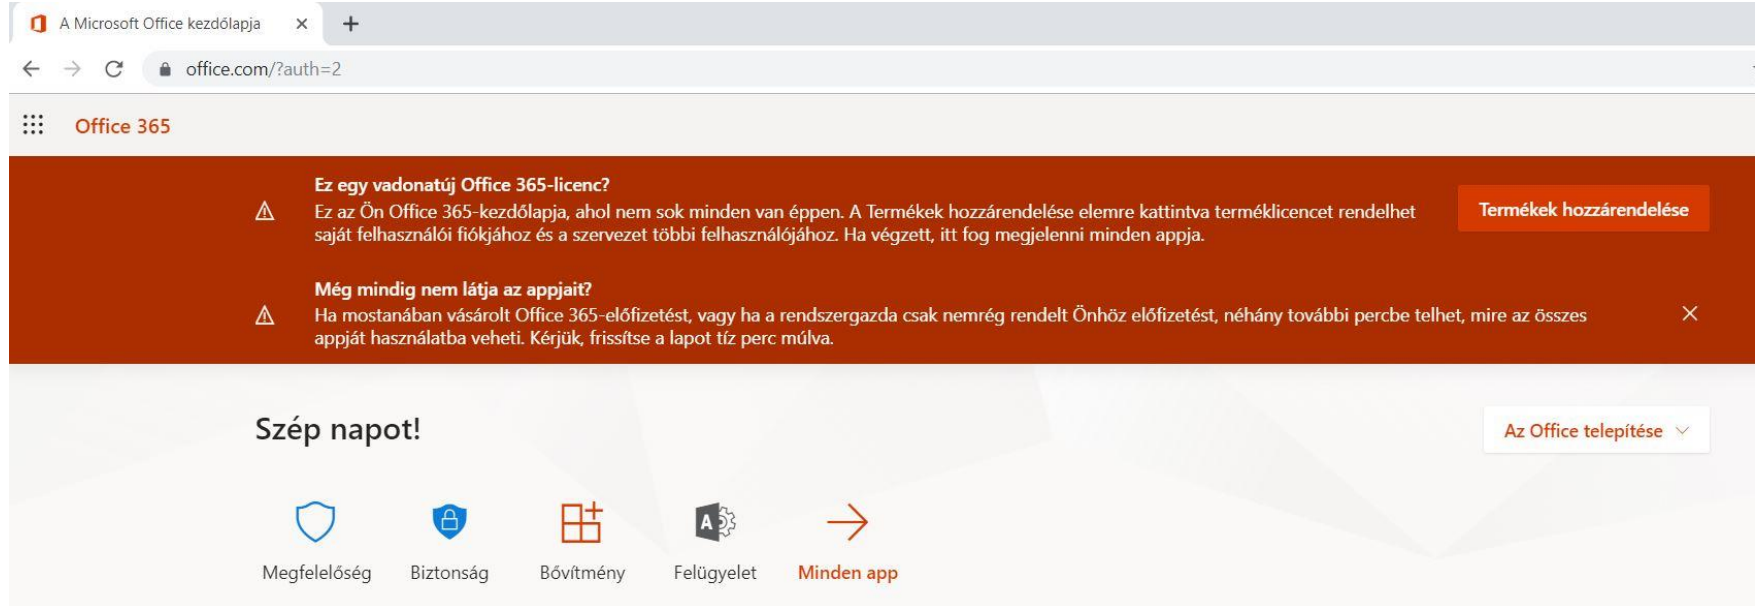 A Microsoft Office kezdőlapja
office.com/?auth=2
Office 365
Ez egy vadonatúj Office 365-licenc?
Ez az Ön Office 365-kezdőlapja, ahol nem sok minden van éppen. A Termékek hozzárendelése elemre kattintva terméklicencet rendelhet
saját felhasználói fiókjához és a szervezet többi felhasználójához. Ha végzett, itt fog megjelenni minden appja.
Termékek hozzárendelése
Még mindig nem látja az appjait?
Ha mostanában vásárolt Office 365-előfizetést, vagy ha a rendszergazda csak nemrég rendelt Önhöz előfizetést, néhány további percbe telhet, mire az összes
appját használatba veheti. Kérjük, frissítse a lapot tíz perc múlva.
Szép napot!
Az Office telepítése
A
Megfelelőség
Biztonság
Bővítmény
Felügyelet
Minden app